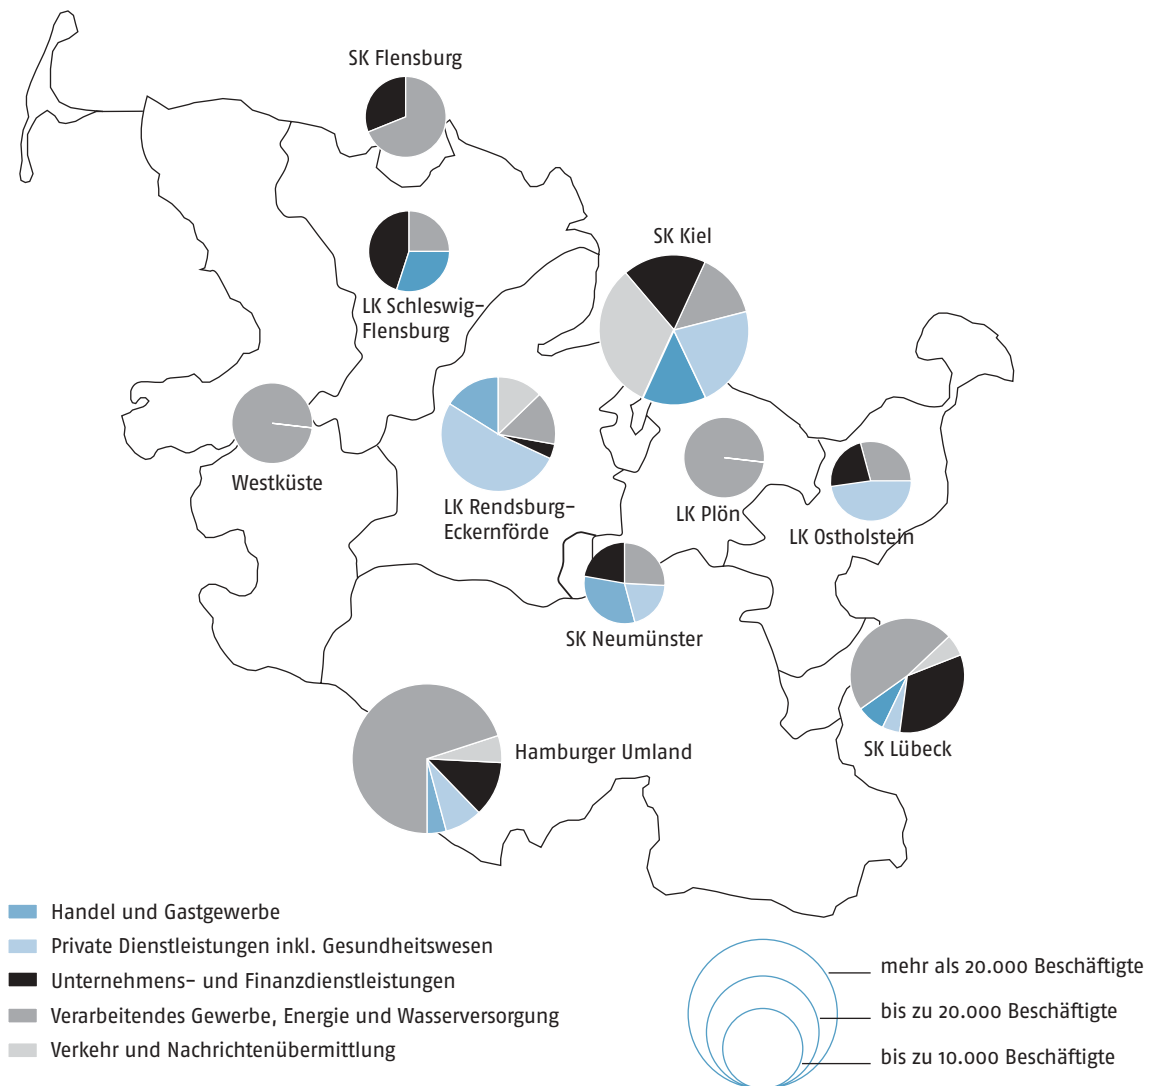 SK Flensburg
SK Kiel
LK Schleswig-
Flensburg
Westküste
LK Rendsburg-
Eckernförde
LK Plön
LK Ostholstein
SK Neumünster
SK Lübeck
Hamburger Umland
Handel und Gastgewerbe
Private Dienstleistungen inkl. Gesundheitswesen
Unternehmens- und Finanzdienstleistungen
Verarbeitendes Gewerbe, Energie und Wasserversorgung
Verkehr und Nachrichtenübermittlung
mehr als 20.000 Beschäftigte
bis zu 20.000 Beschäftigte
bis zu 10.000 Beschäftigte